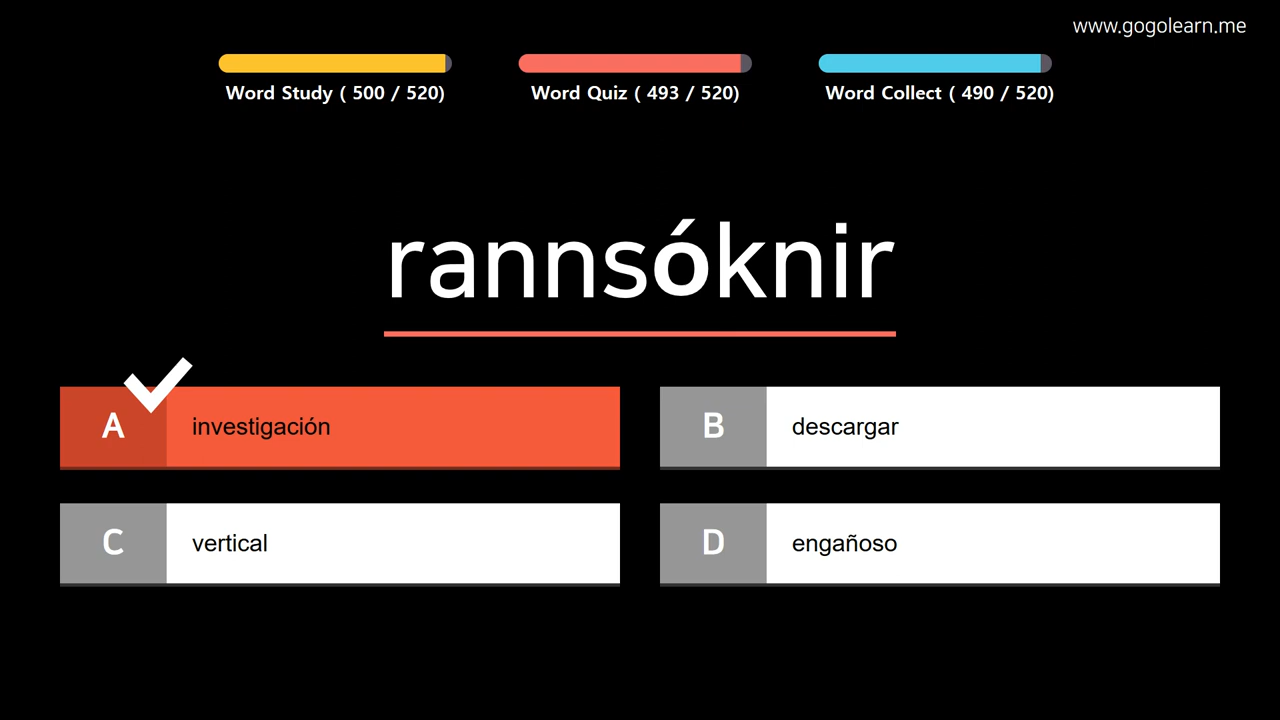 www.gogolearn.me
Word Study ( 500 / 520)
Word Quiz ( 493 / 520)
Word Collect ( 490 / 520)
rannsóknir
A
investigación
B
descargar
C
vertical
D
engañoso